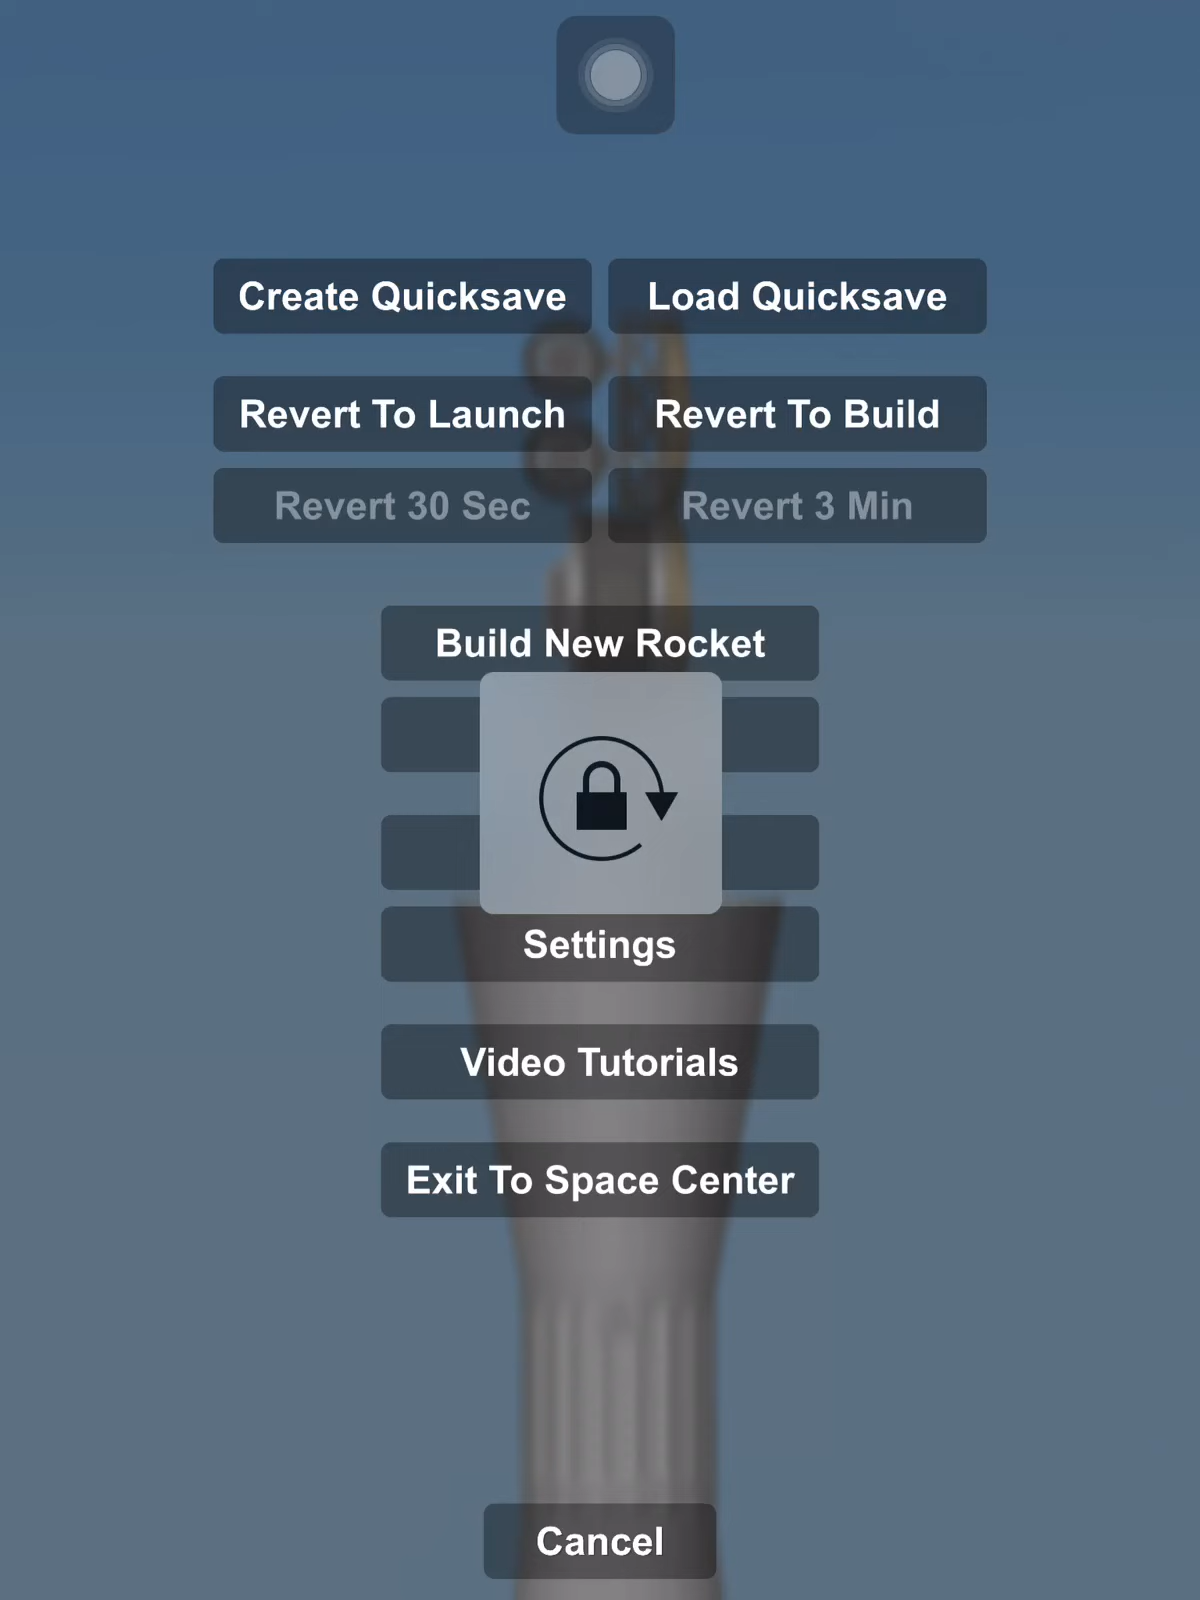 Create Quicksave
Load Quicksave
Revert To Launch
Revert To Build
Revert 30 Sec
Revert 3 Min
Build New Rocket
Settings
Video Tutorials
Exit To Space Center
Cancel